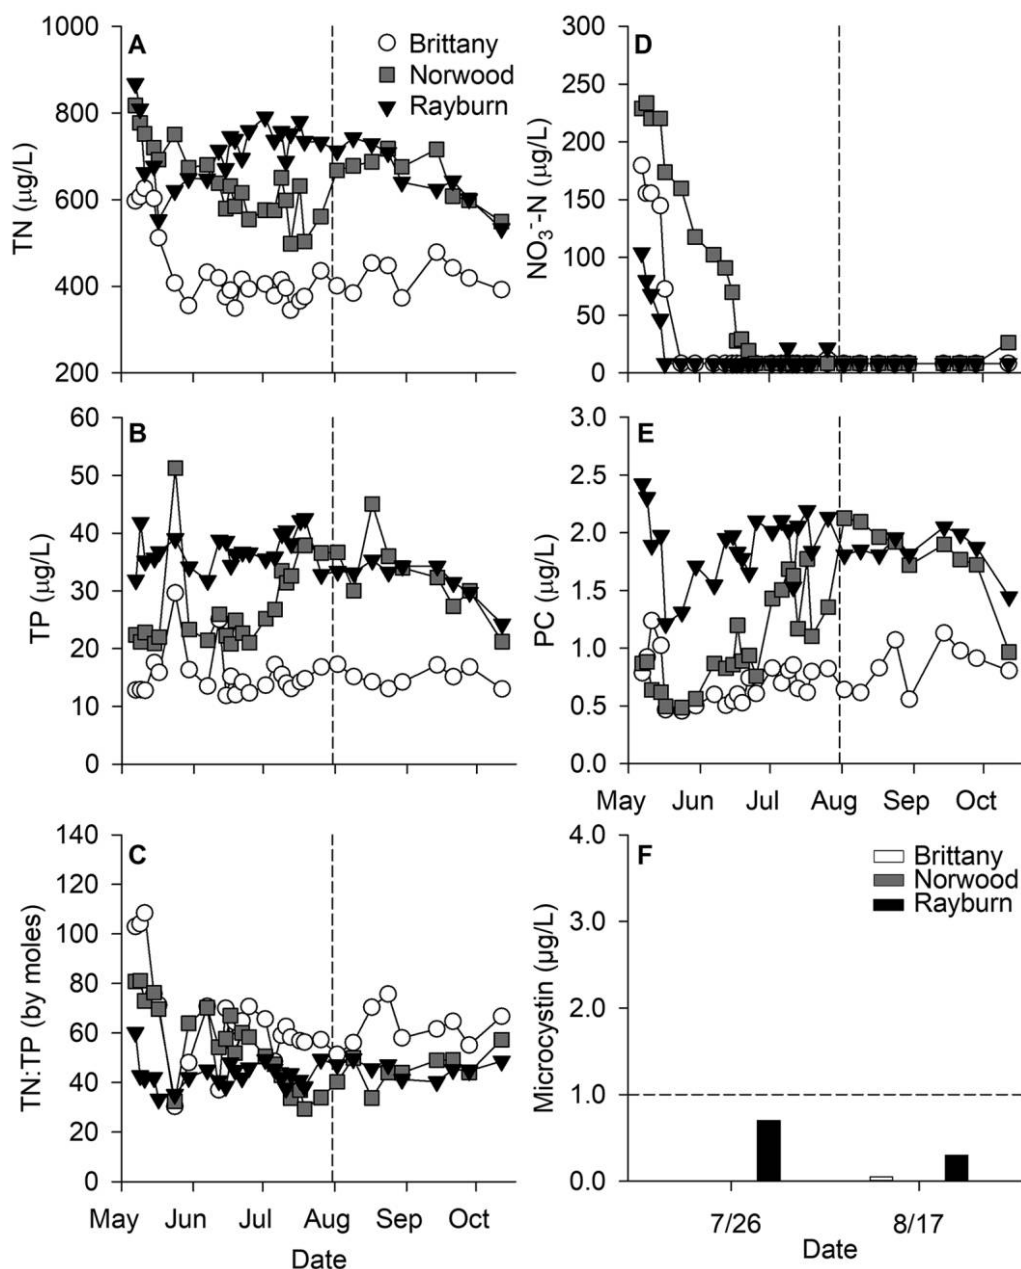 A
Brittany
Norwood
Rayburn
1000
800
600
400
200
TN (µg/L)
D
300
250
200
150
100
50
0
NO₃⁻-N (µg/L)
B
60
50
40
30
20
10
0
TP (µg/L)
E
3.0
2.5
2.0
1.5
1.0
0.5
0.0
PC (µg/L)
May Jun Jul Aug Sep Oct
C
140
120
100
80
60
40
20
0
TN:TP (by moles)
May Jun Jul Aug Sep Oct
Date
F
Brittany
Norwood
Rayburn
4.0
3.0
2.0
1.0
0.0
Microcystin (µg/L)
7/26 8/17
Date